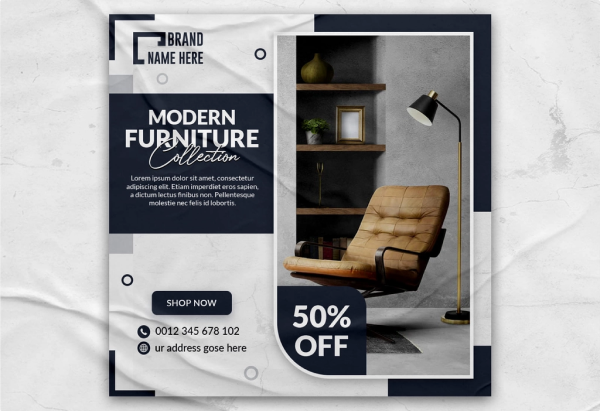 BRAND
NAME HERE
MODERN
FURNITURE
Collection
Lorem ipsum dolor sit amet, consectetur
adipiscing elit. Etiam imperdiet eros sapien,
a dictum lectus finibus non. Pellentesque
molestie nec felis id lobortis.
SHOP NOW
0012 345 678 102
ur address gose here
50%
OFF